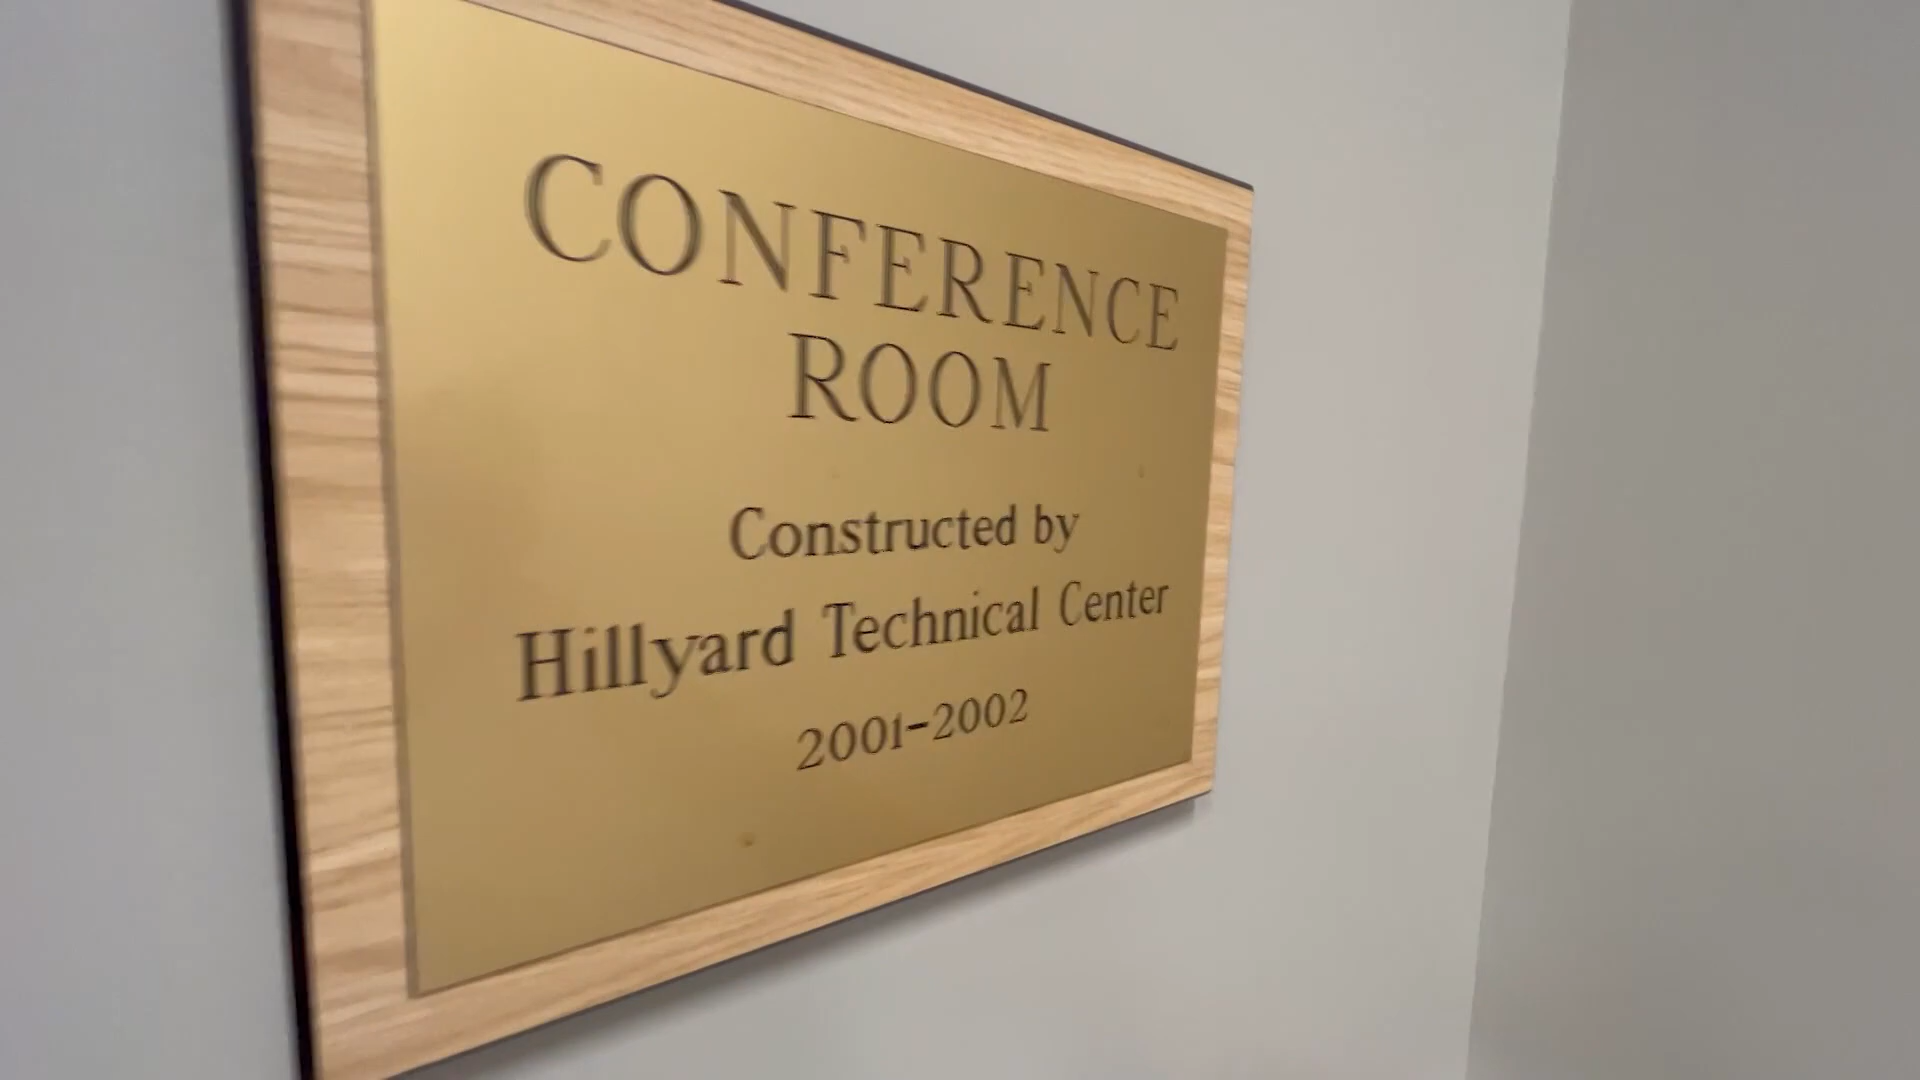 CONFERENCE
ROOM
Constructed by
Hillyard Technical Center
2001-2002